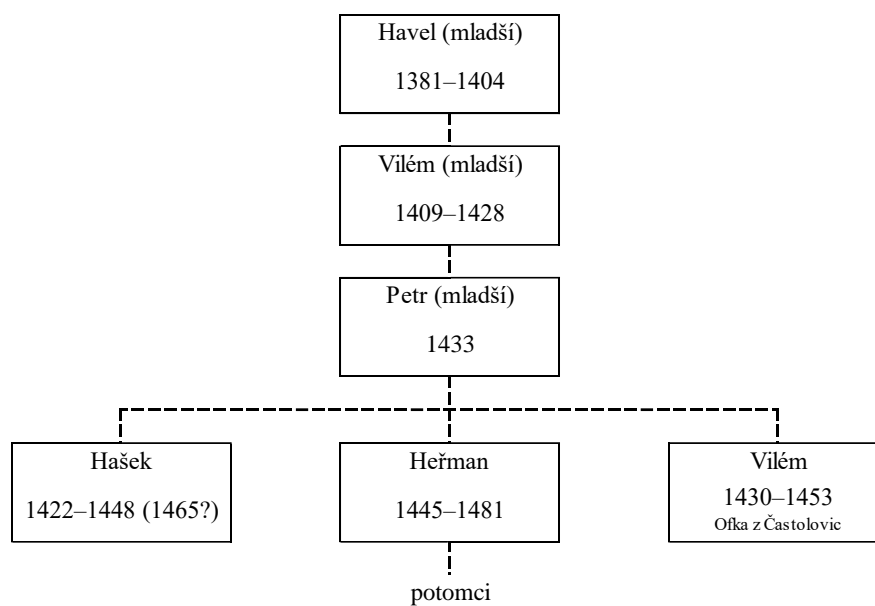 Havel (mladší)
1381–1404
Vilém (mladší)
1409–1428
Petr (mladší)
1433
Hašek
1422–1448 (1465?)
Heřman
1445–1481
Vilém
1430–1453
Ofka z Častolovic
potomci